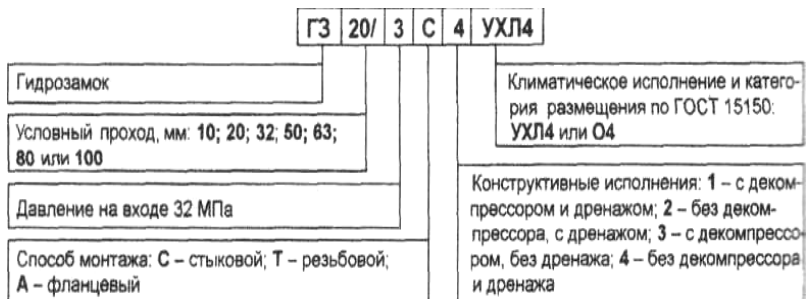 ГЗ 20/ 3 С 4 УХЛ4
Гидрозамок
Условный проход, мм: 10; 20; 32; 50; 63;
80 или 100
Давление на входе 32 МПа
Способ монтажа: С – стыковой; Т – резьбовой;
А – фланцевый
Климатическое исполнение и катего-
рия размещения по ГОСТ 15150:
УХЛ4 или О4
Конструктивные исполнения: 1 – с деком-
прессором и дренажом; 2 – без деком-
прессора, с дренажом; 3 – с декомпрессо-
ром, без дренажа; 4 – без декомпрессора
и дренажа